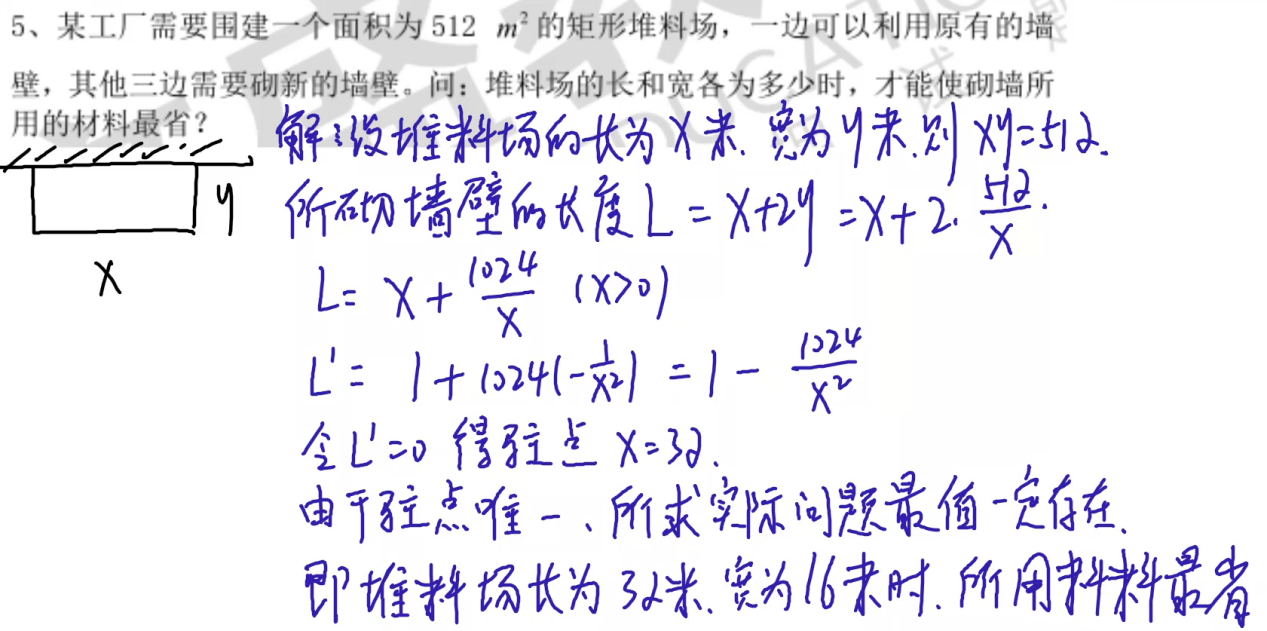 5、某工厂需要围建一个面积为 512 m² 的矩形堆料场，一边可以利用原有的墙
壁，其他三边需要砌新的墙壁。问：堆料场的长和宽各为多少时，才能使砌墙所
用的材料最省？
解：设堆料场的长为 x 米、宽为 y 米、则 xy=512.
y
所砌墙壁的长度 L = x+2y = x+2·512/x.
x
L = x + 1024/x (x>0)
L' = 1 + 1024(-1/x²) = 1 - 1024/x²
令 L'=0 得驻点 x=32.
由于驻点唯一、所求实际问题最值一定存在.
即堆料场长为 32米、宽为 16米时、所用材料最省